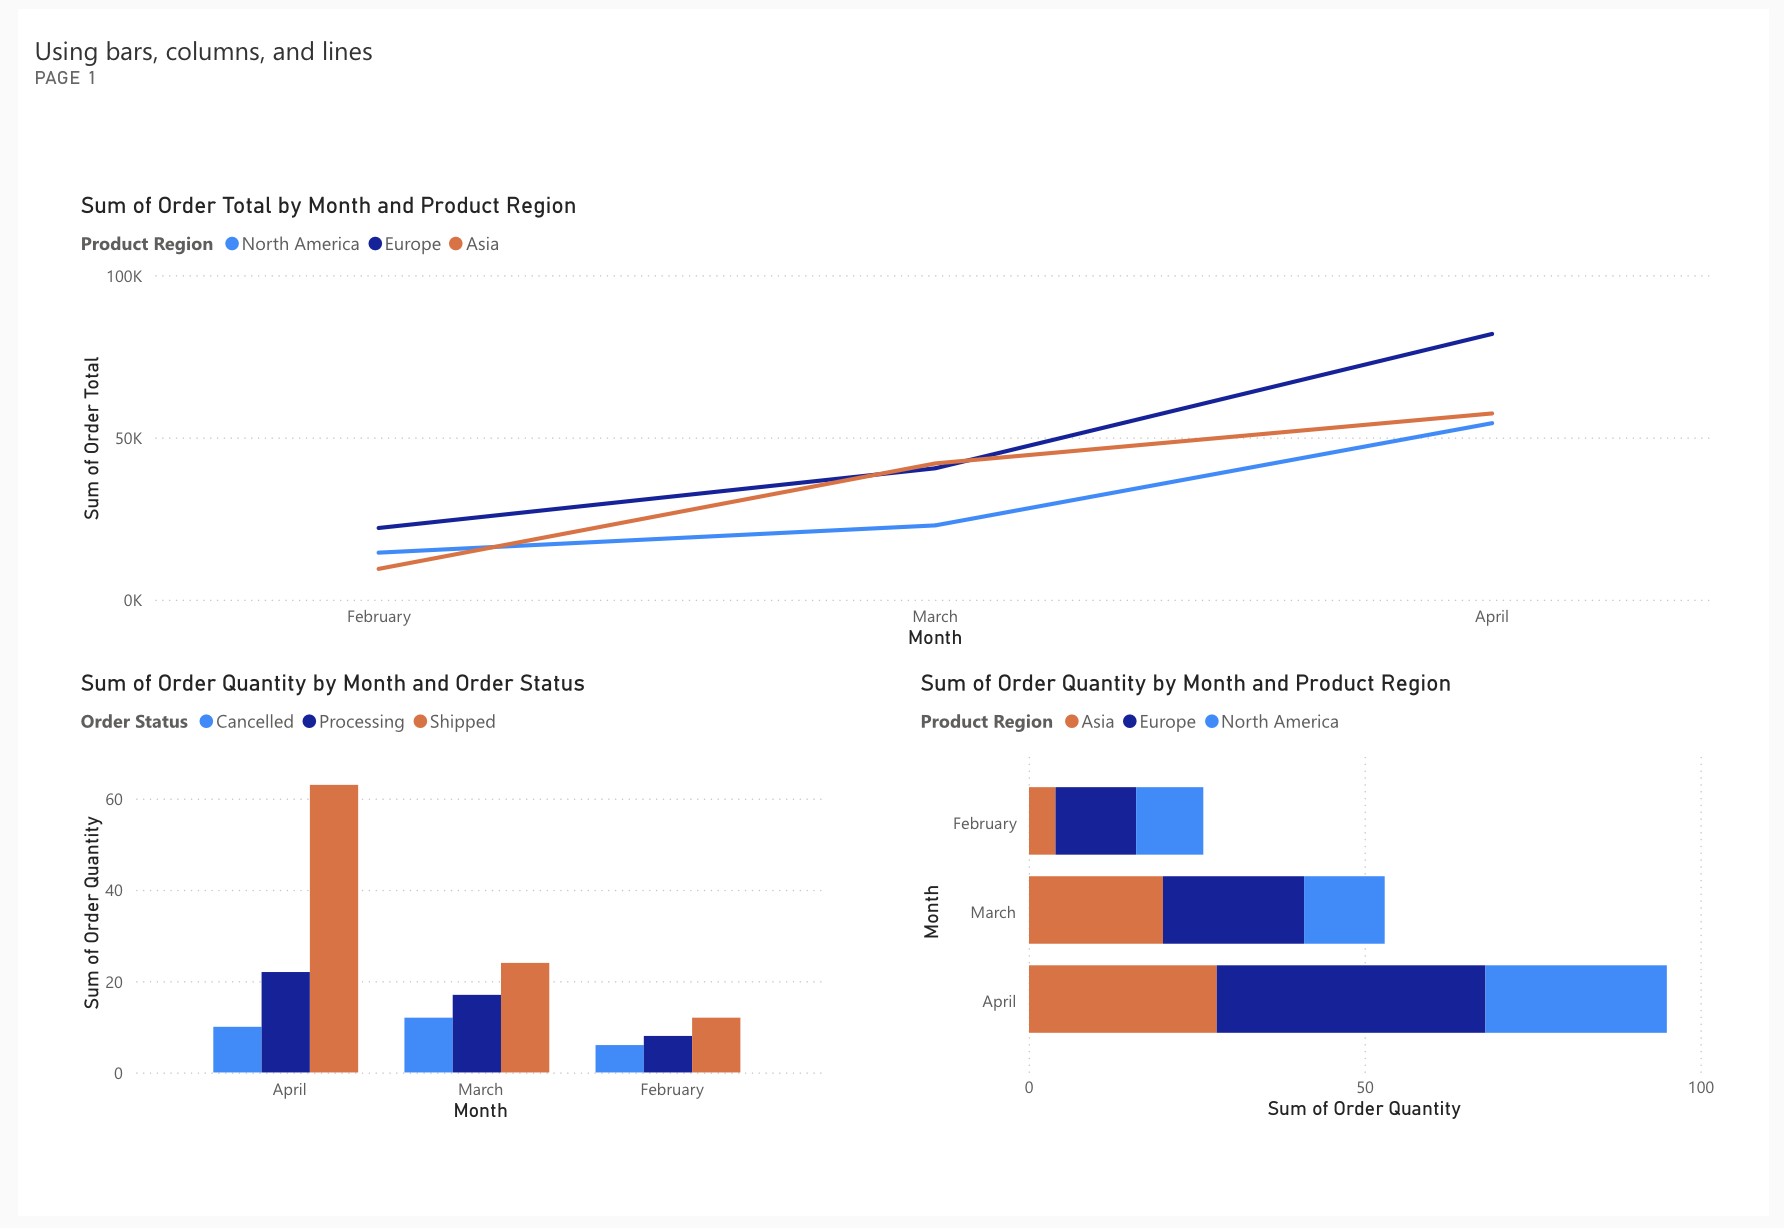 Using bars, columns, and lines
PAGE 1
Sum of Order Total by Month and Product Region
Product Region North America Europe Asia
100K
50K
0K
Sum of Order Total
February March April
Month
Sum of Order Quantity by Month and Order Status
Order Status Cancelled Processing Shipped
60
40
20
0
Sum of Order Quantity
April March February
Month
Sum of Order Quantity by Month and Product Region
Product Region Asia Europe North America
February
March
April
Month
0 50 100
Sum of Order Quantity